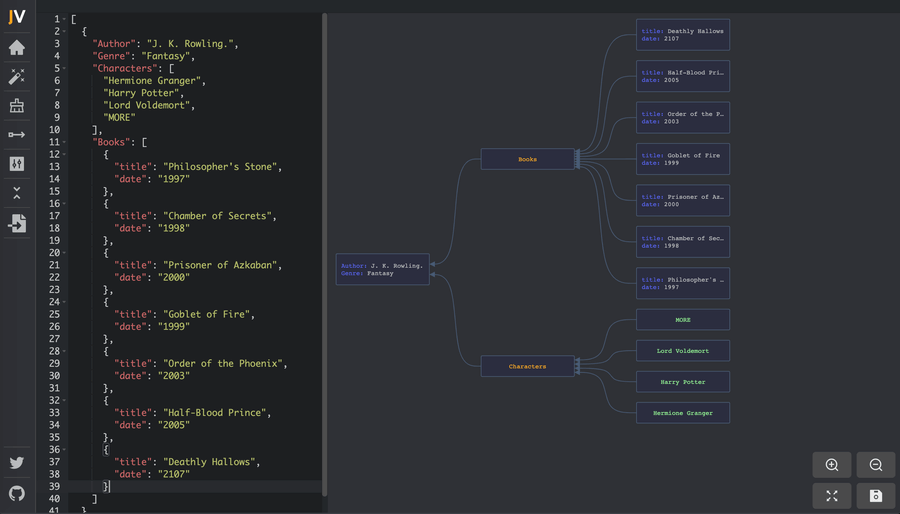 JV
1 [
2 {
3 "Author": "J. K. Rowling.",
4 "Genre": "Fantasy",
5 "Characters": [
6 "Hermione Granger",
7 "Harry Potter",
8 "Lord Voldemort",
9 "MORE"
10 ],
11 "Books": [
12 {
13 "title": "Philosopher's Stone",
14 "date": "1997"
15 },
16 {
17 "title": "Chamber of Secrets",
18 "date": "1998"
19 },
20 {
21 "title": "Prisoner of Azkaban",
22 "date": "2000"
23 },
24 {
25 "title": "Goblet of Fire",
26 "date": "1999"
27 },
28 {
29 "title": "Order of the Phoenix",
30 "date": "2003"
31 },
32 {
33 "title": "Half-Blood Prince",
34 "date": "2005"
35 },
36 {
37 "title": "Deathly Hallows",
38 "date": "2107"
39 }
40 ]
41 }
Author: J. K. Rowling.
Genre: Fantasy
Books
Characters
title: Deathly Hallows
date: 2107
title: Half-Blood Pri…
date: 2005
title: Order of the P…
date: 2003
title: Goblet of Fire
date: 1999
title: Prisoner of Az…
date: 2000
title: Chamber of Sec…
date: 1998
title: Philosopher's …
date: 1997
MORE
Lord Voldemort
Harry Potter
Hermione Granger